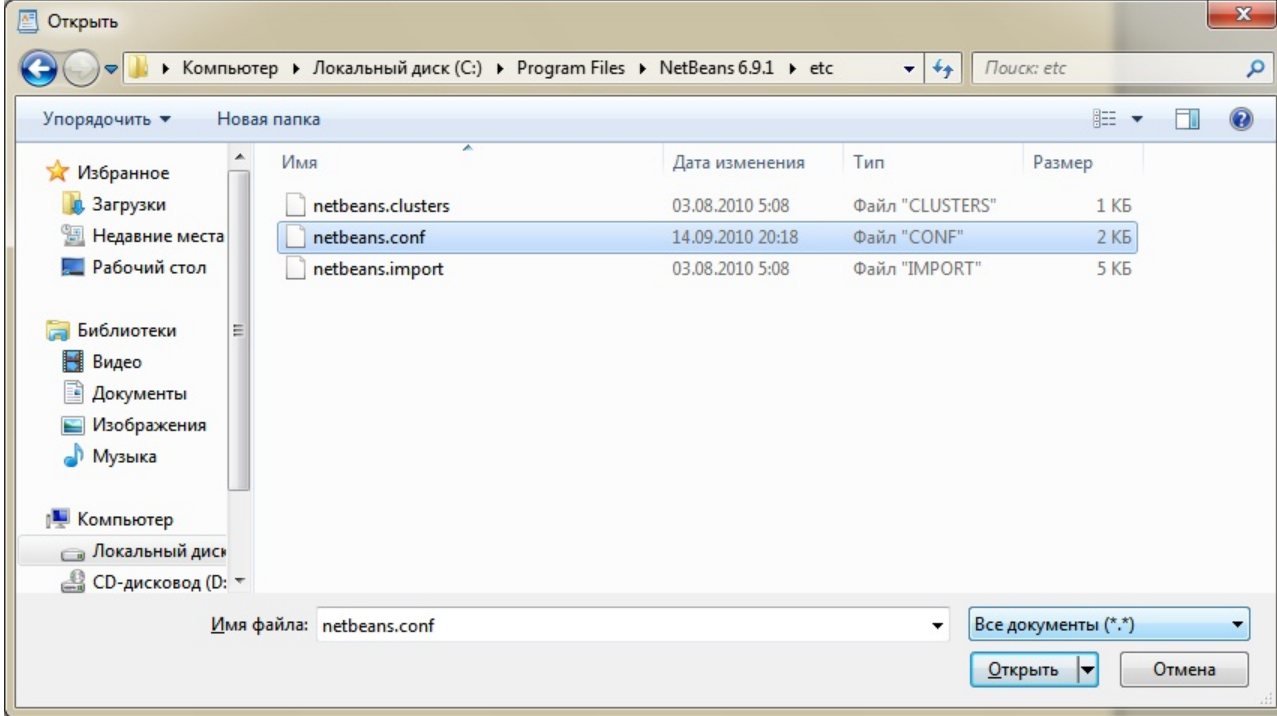 Открыть
Компьютер Локальный диск (C:) Program Files NetBeans 6.9.1 etc Поиск: etc
Упорядочить Новая папка
Имя Дата изменения Тип Размер
Избранное
Загрузки
Недавние места
Рабочий стол
Библиотеки
Видео
Документы
Изображения
Музыка
Компьютер
Локальный диск
CD-дисковод (D:
netbeans.clusters 03.08.2010 5:08 Файл "CLUSTERS" 1 КБ
netbeans.conf 14.09.2010 20:18 Файл "CONF" 2 КБ
netbeans.import 03.08.2010 5:08 Файл "IMPORT" 5 КБ
Имя файла: netbeans.conf Все документы (*.*)
Открыть Отмена